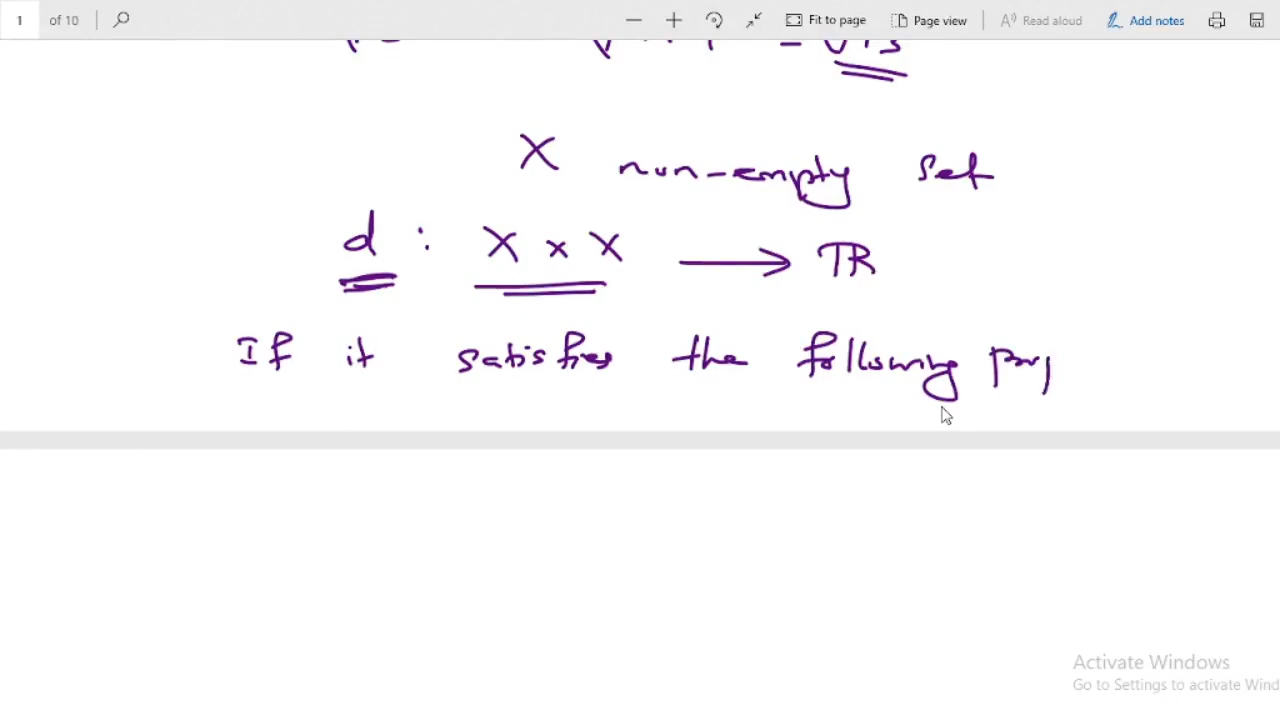 1 of 10 Fit to page Page view Read aloud Add notes
X non-empty set
d : X × X ⟶ ℝ
If it satisfies the following
Activate Windows
Go to Settings to activate Wind